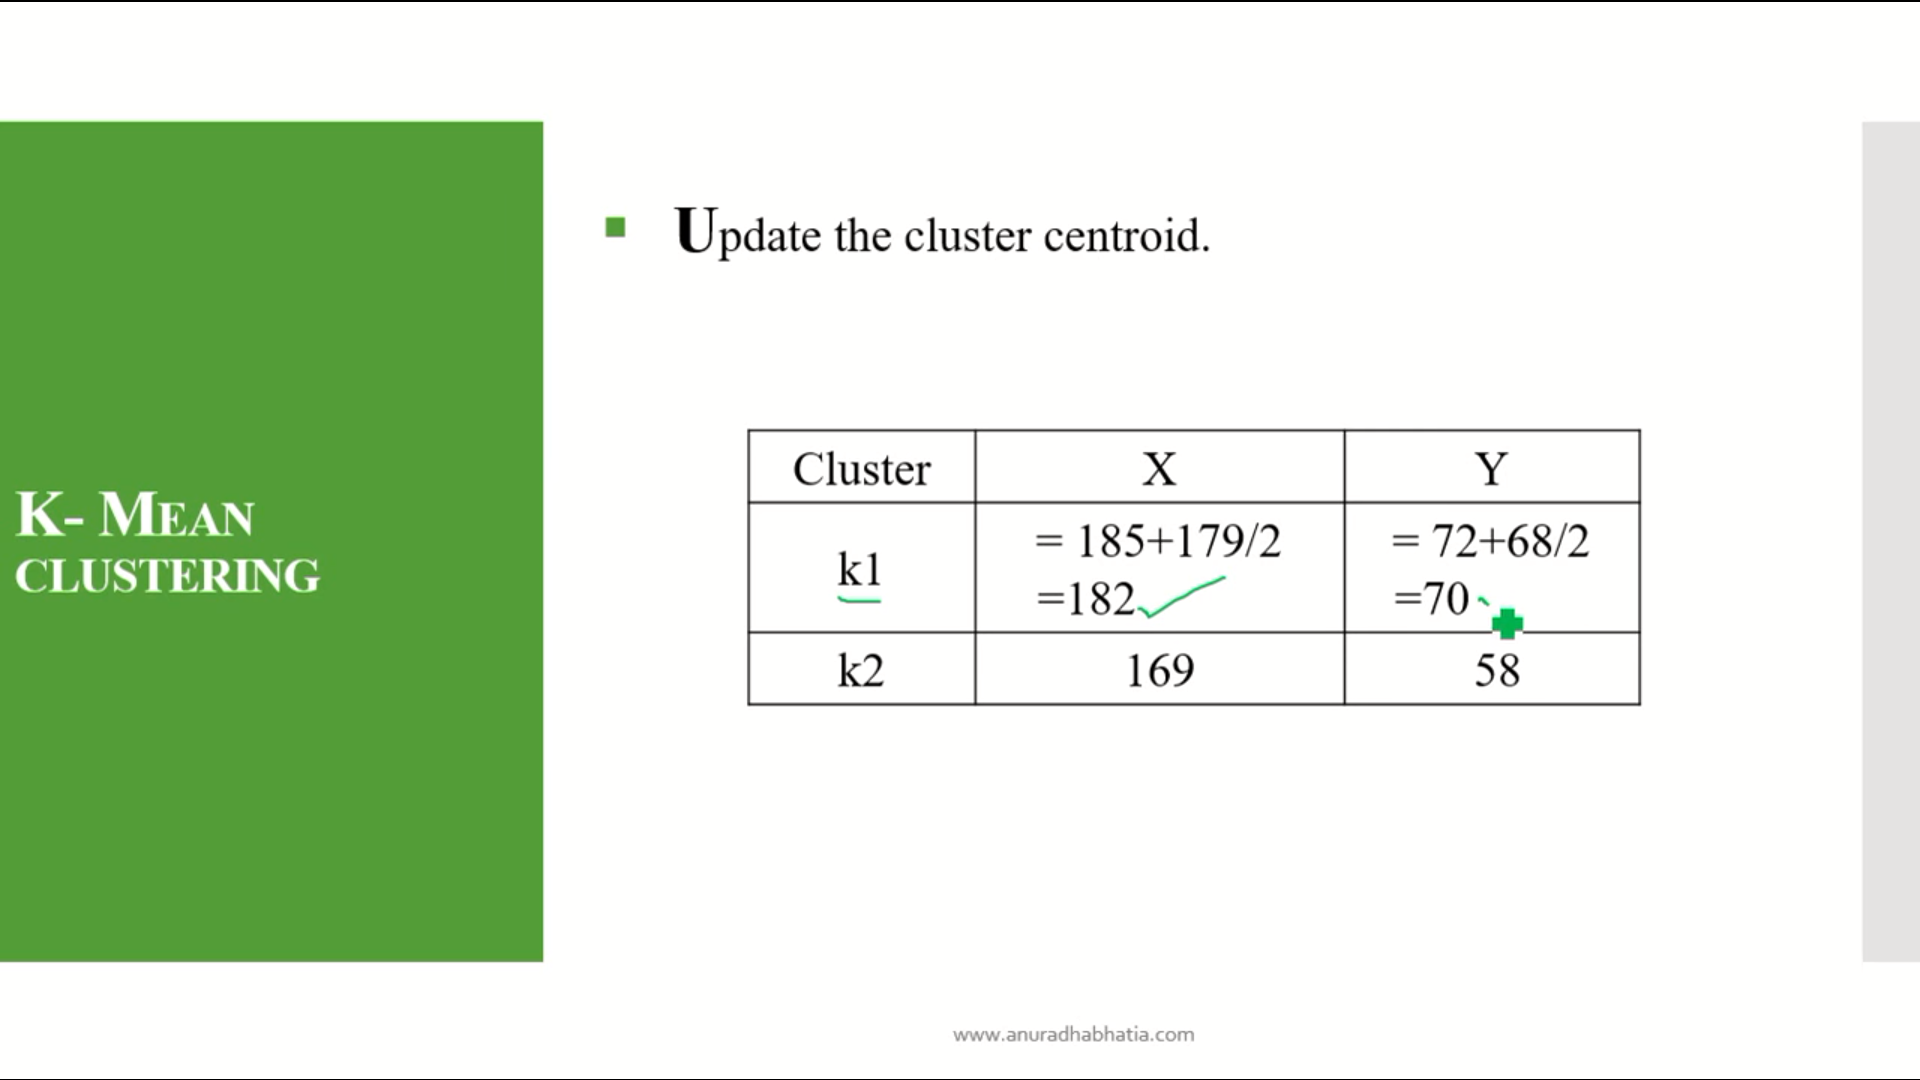 K- MEAN
CLUSTERING
Update the cluster centroid.
Cluster X Y
k1
= 185+179/2
=182
= 72+68/2
=70
k2 169 58
www.anuradhabhatia.com